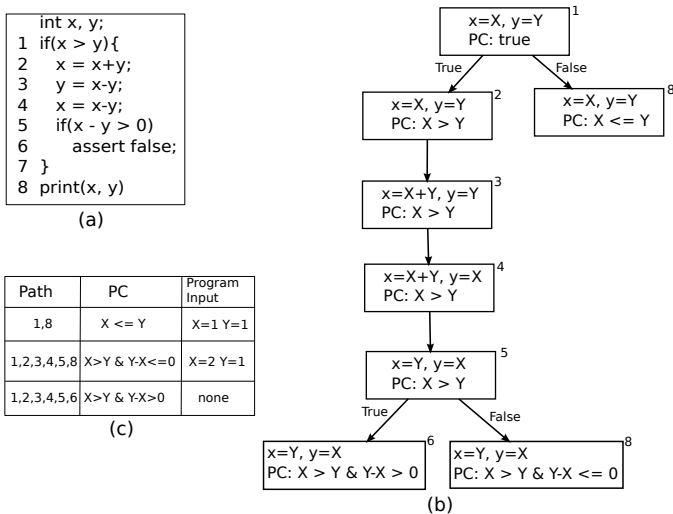 int x, y;
1 if(x > y){
2 x = x+y;
3 y = x-y;
4 x = x-y;
5 if(x - y > 0)
6 assert false;
7 }
8 print(x, y)
(a)
x=X, y=Y
PC: true
1
True
False
x=X, y=Y
PC: X > Y
2
x=X, y=Y
PC: X <= Y
8
x=X+Y, y=Y
PC: X > Y
3
x=X+Y, y=X
PC: X > Y
4
x=Y, y=X
PC: X > Y
5
True
False
x=Y, y=X
PC: X > Y & Y-X > 0
6
x=Y, y=X
PC: X > Y & Y-X <= 0
8
(b)
Path PC Program Input
1,8 X <= Y X=1 Y=1
1,2,3,4,5,8 X>Y & Y-X<=0 X=2 Y=1
1,2,3,4,5,6 X>Y & Y-X>0 none
(c)